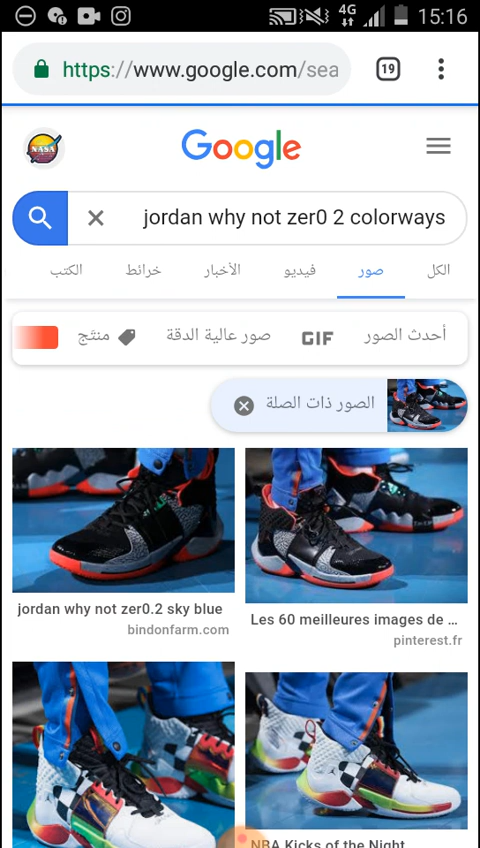 4G 15:16
https://www.google.com/sea
19
NASA
Google
jordan why not zer0 2 colorways
الكل صور فيديو الأخبار خرائط الكتب
أحدث الصور GIF صور عالية الدقة منتَج
الصور ذات الصلة
jordan why not zer0.2 sky blue
bindonfarm.com
Les 60 meilleures images de ...
pinterest.fr
NBA Kicks of the Night